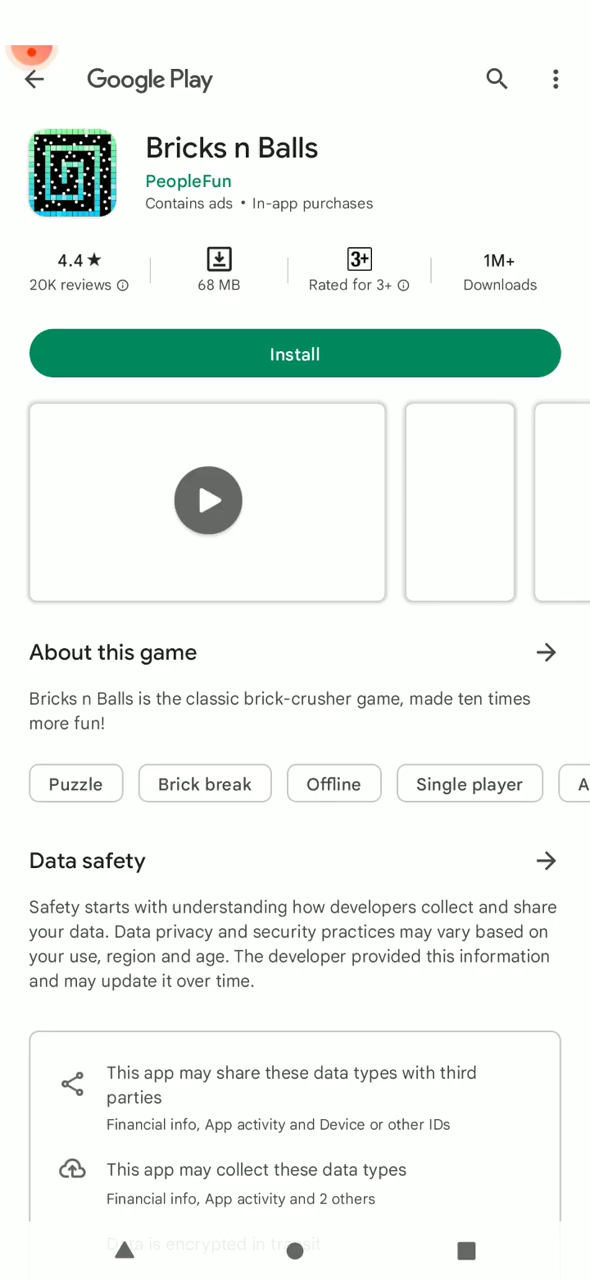 Google Play
Bricks n Balls
PeopleFun
Contains ads • In-app purchases
4.4★
20K reviews
68 MB
3+
Rated for 3+
1M+
Downloads
Install
About this game
Bricks n Balls is the classic brick-crusher game, made ten times
more fun!
Puzzle
Brick break
Offline
Single player
A
Data safety
Safety starts with understanding how developers collect and share
your data. Data privacy and security practices may vary based on
your use, region and age. The developer provided this information
and may update it over time.
This app may share these data types with third
parties
Financial info, App activity and Device or other IDs
This app may collect these data types
Financial info, App activity and 2 others
Data is encrypted in transit